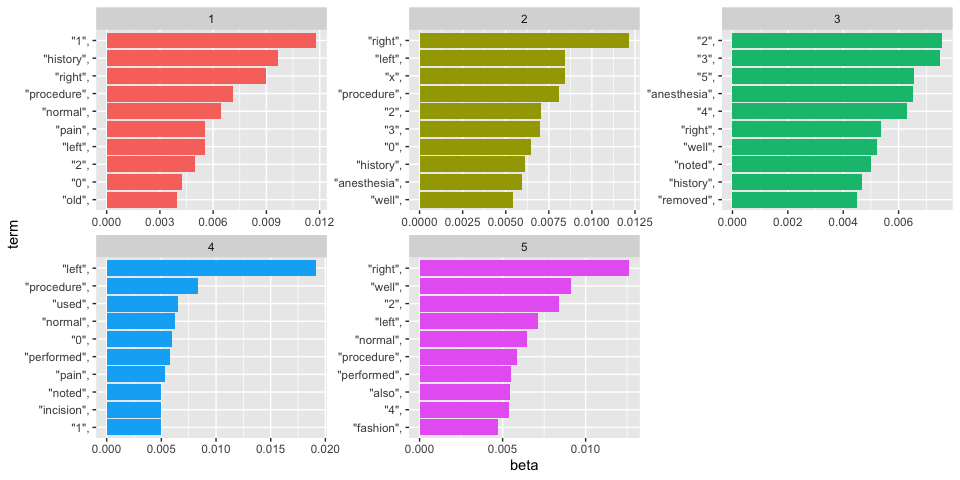 1
"1",
"history",
"right",
"procedure",
"normal",
"pain",
"left",
"2",
"0",
"old",
0.000 0.003 0.006 0.009 0.012
2
"right",
"left",
"x",
"procedure",
"2",
"3",
"0",
"history",
"anesthesia",
"well",
0.0000 0.0025 0.0050 0.0075 0.0100 0.0125
3
"2",
"3",
"5",
"anesthesia",
"4",
"right",
"well",
"noted",
"history",
"removed",
0.000 0.002 0.004 0.006
term
4
"left",
"procedure",
"used",
"normal",
"0",
"performed",
"pain",
"noted",
"incision",
"1",
0.000 0.005 0.010 0.015 0.020
5
"right",
"well",
"2",
"left",
"normal",
"procedure",
"performed",
"also",
"4",
"fashion",
0.000 0.005 0.010
beta